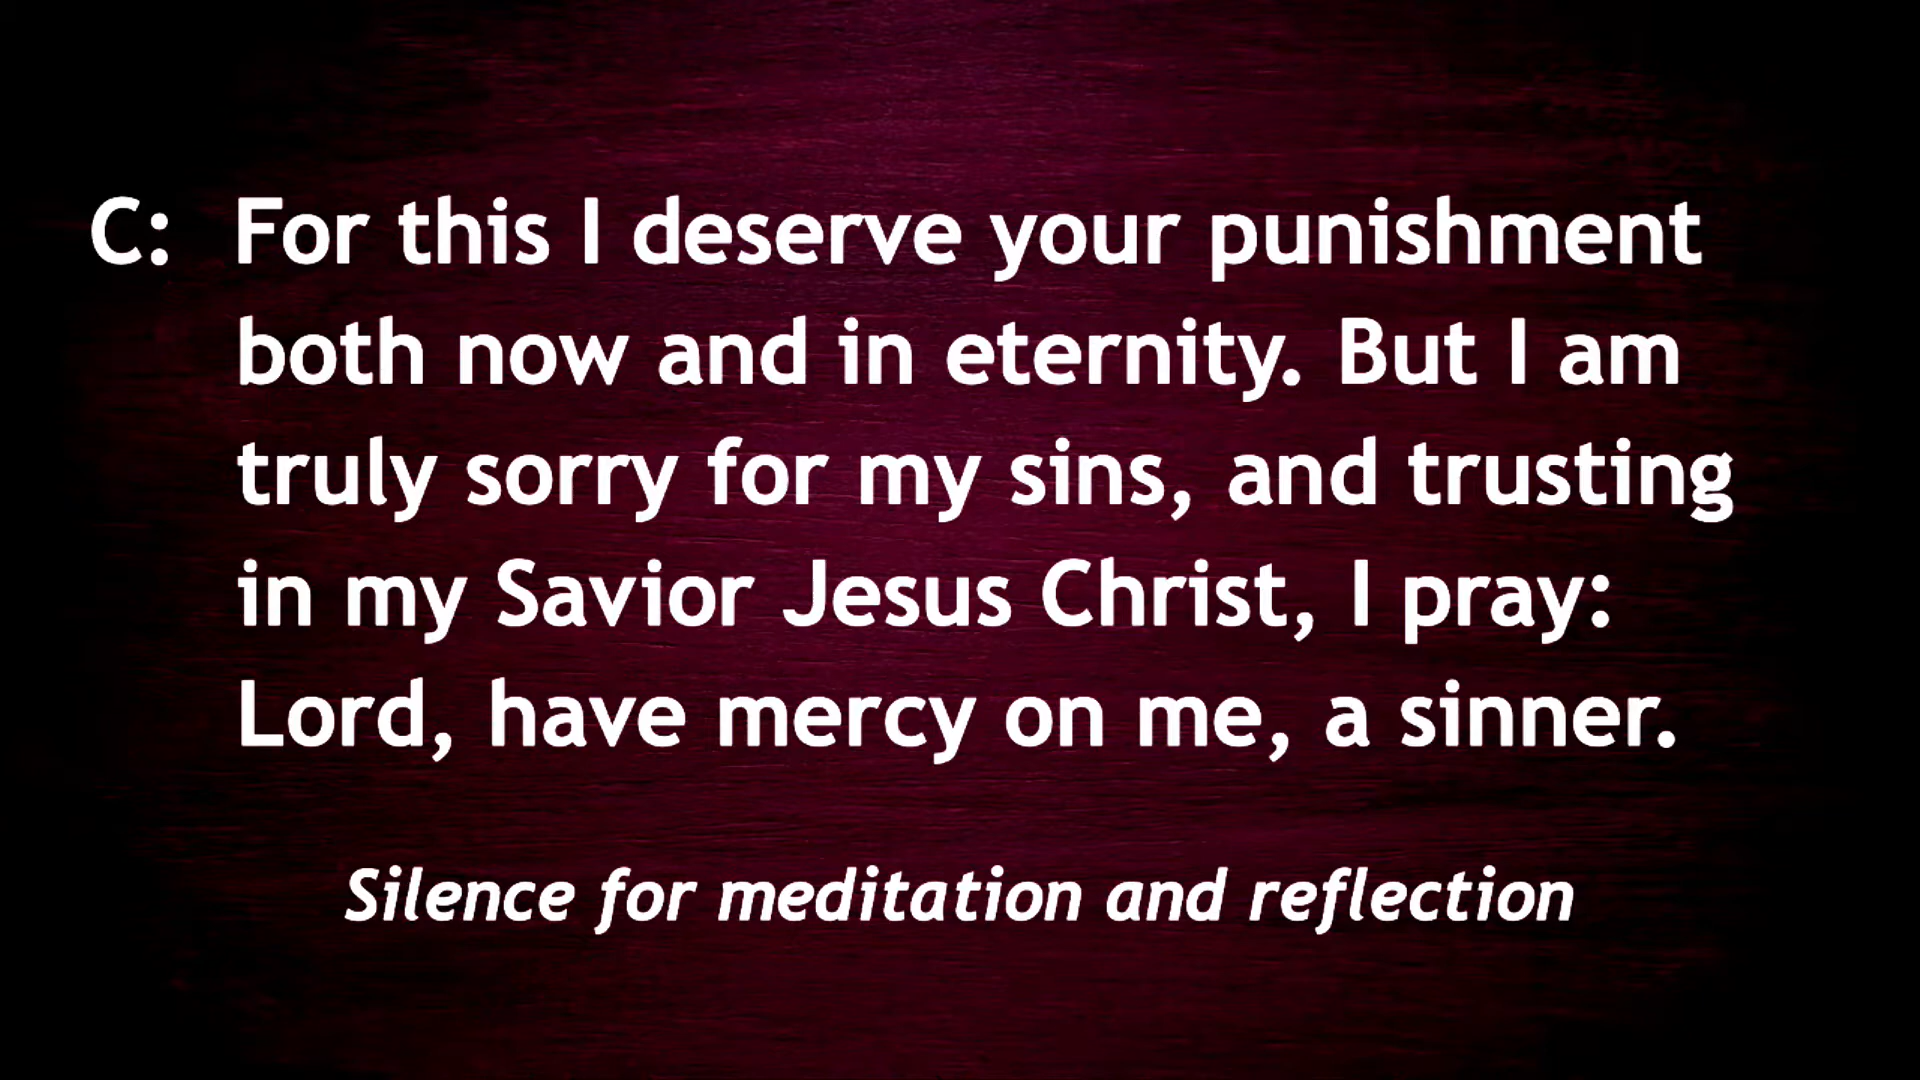 C: For this I deserve your punishment
both now and in eternity. But I am
truly sorry for my sins, and trusting
in my Savior Jesus Christ, I pray:
Lord, have mercy on me, a sinner.
Silence for meditation and reflection